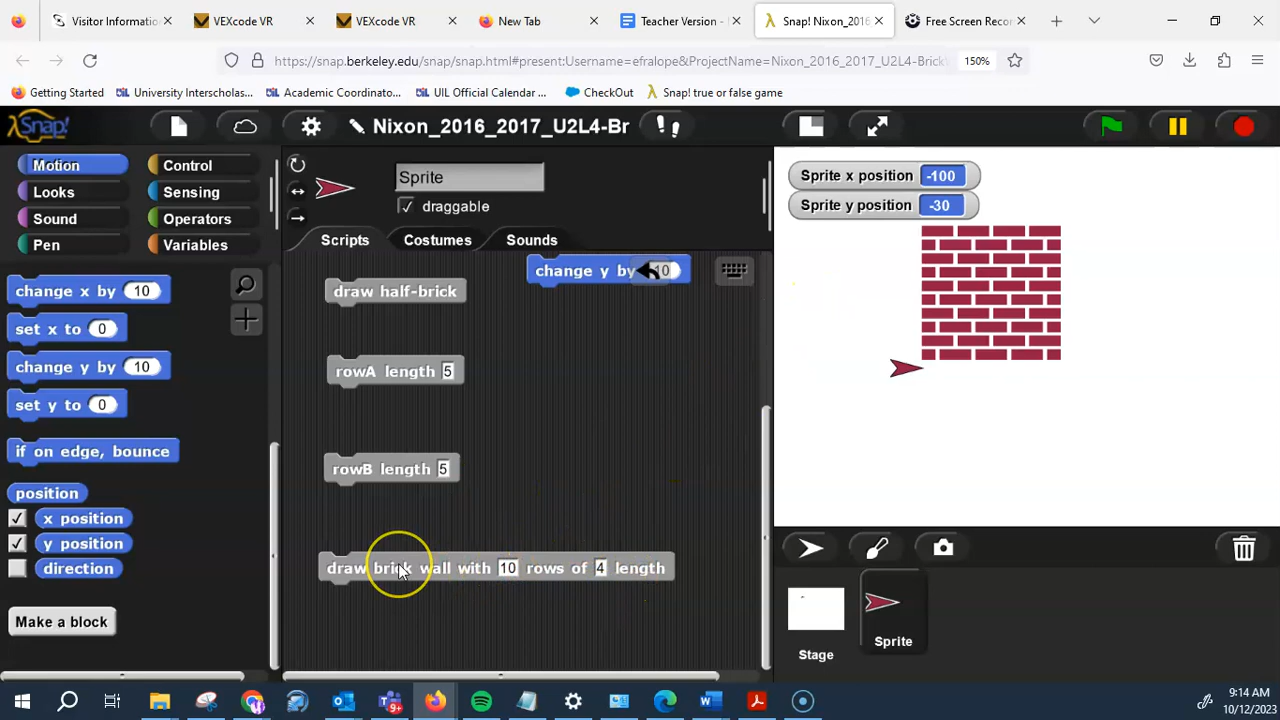 Visitor Informa
VEXcode VR
VEXcode VR
New Tab
Teacher Version -
Snap! Nixon_2016
Free Screen Reco
https://snap.berkeley.edu/snap/snap.html#present:Username=efralope&ProjectName=Nixon_2016_2017_U2L4-Brick
150%
Getting Started
University Interscholas...
Academic Coordinato...
UIL Official Calendar ...
CheckOut
Snap! true or false game
Snap!
Nixon_2016_2017_U2L4-Br
Motion
Control
Looks
Sensing
Sound
Operators
Pen
Variables
Sprite
draggable
Scripts
Costumes
Sounds
Sprite x position -100
Sprite y position -30
change x by 10
set x to 0
change y by 10
set y to 0
if on edge, bounce
position
x position
y position
direction
Make a block
change y by 10
draw half-brick
rowA length 5
rowB length 5
draw brick wall with 10 rows of 4 length
Stage
Sprite
9+
9:14 AM
10/12/2023